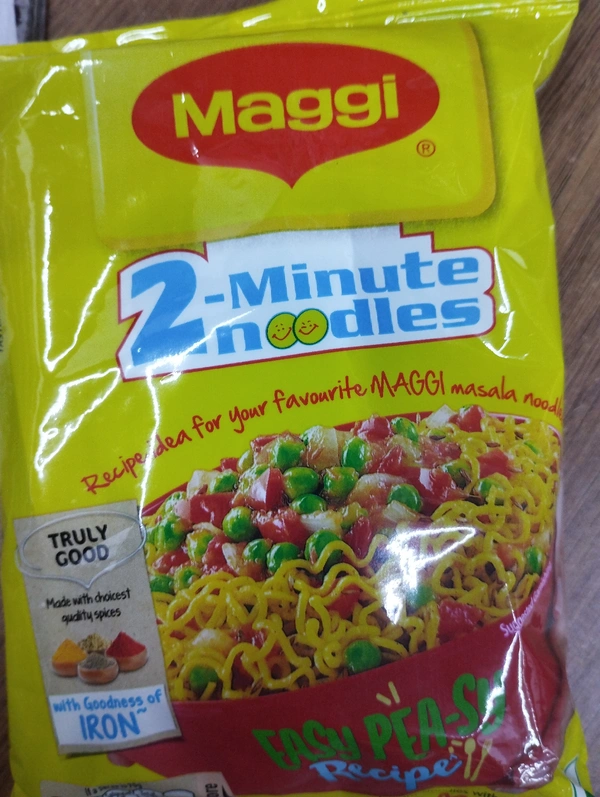 Maggi
®
2-Minute
noodles
Recipe idea for your favourite MAGGI masala
TRULY
GOOD
Made with choicest
quality spices
with Goodness of
IRON~
EASY PEA-SY
Recipe